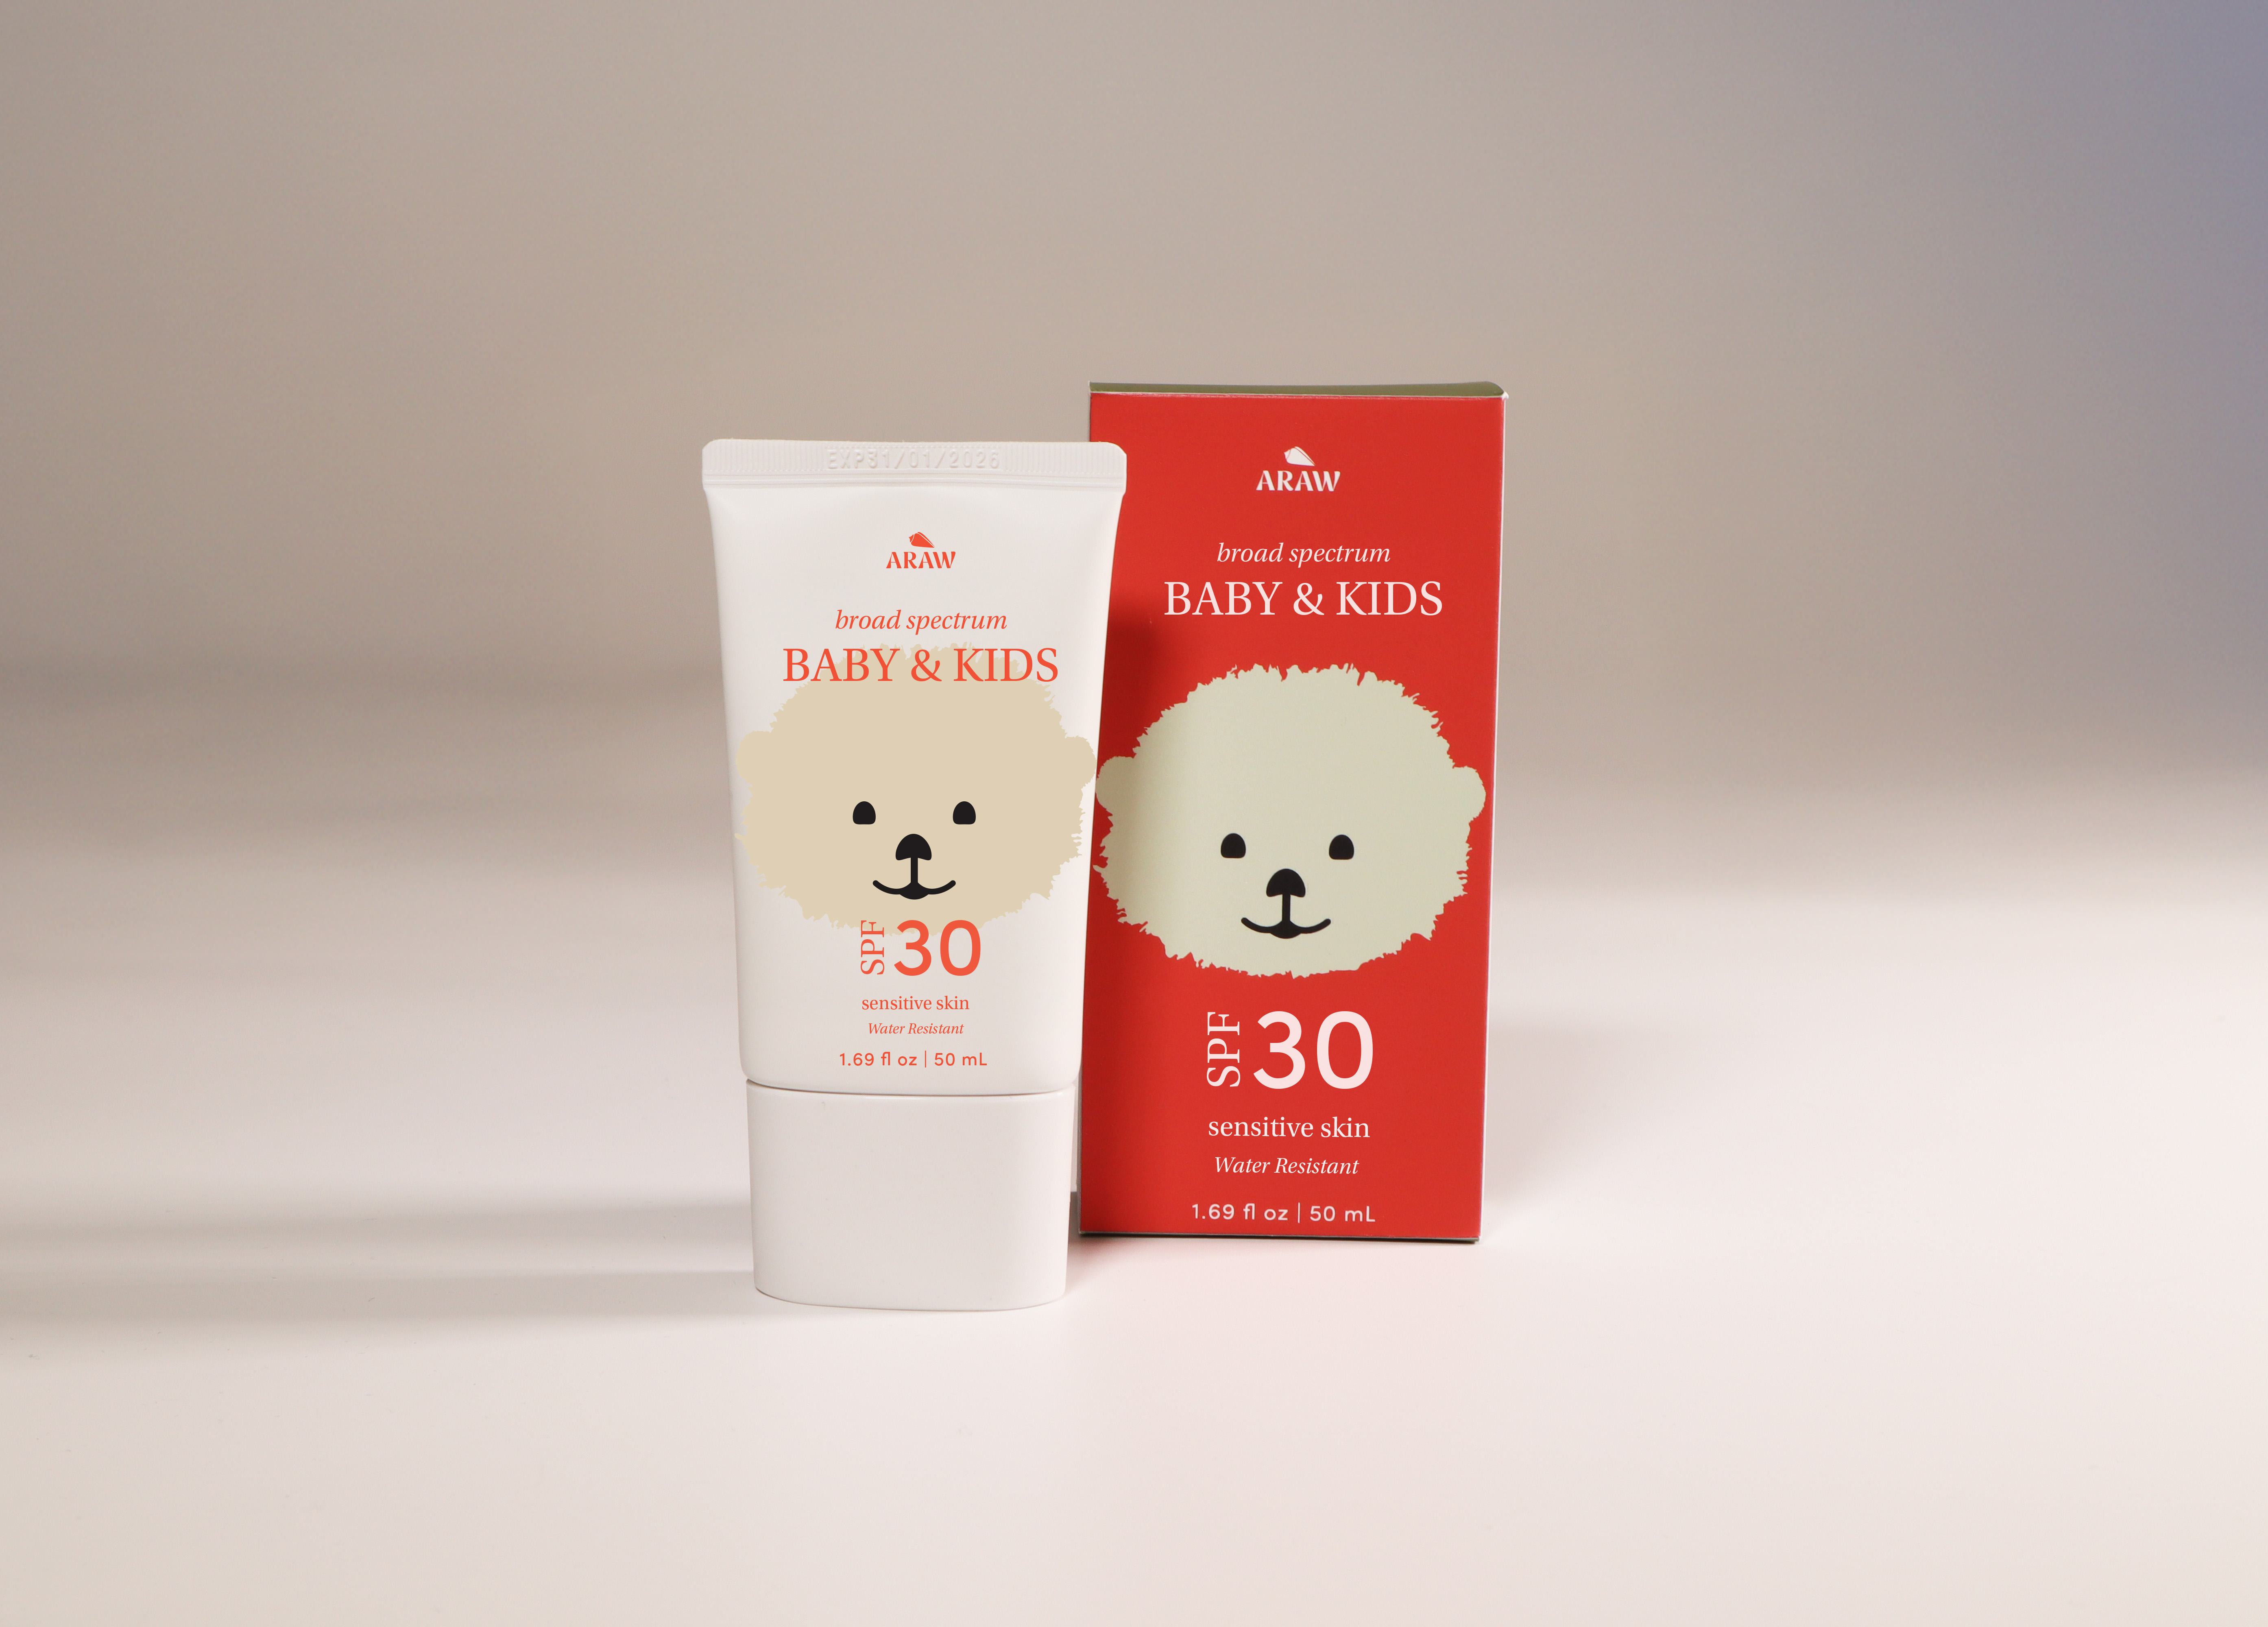 EXP31/01/2026
ARAW
broad spectrum
BABY & KIDS
SPF 30
sensitive skin
Water Resistant
1.69 fl oz | 50 mL
ARAW
broad spectrum
BABY & KIDS
SPF 30
sensitive skin
Water Resistant
1.69 fl oz | 50 mL